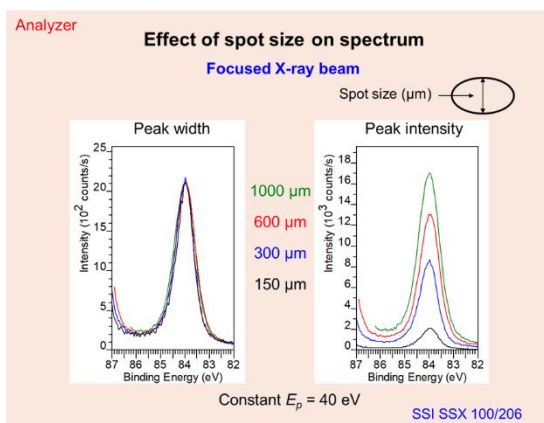 Analyzer
Effect of spot size on spectrum
Focused X-ray beam
Spot size (µm)
Peak width
Intensity (10² counts/s)
25
20
15
10
5
0
87 86 85 84 83 82
Binding Energy (eV)
1000 µm
600 µm
300 µm
150 µm
Peak intensity
Intensity (10³ counts/s)
16
14
12
10
8
6
4
2
0
87 86 85 84 83 82
Binding Energy (eV)
Constant Eₚ = 40 eV
SSI SSX 100/206